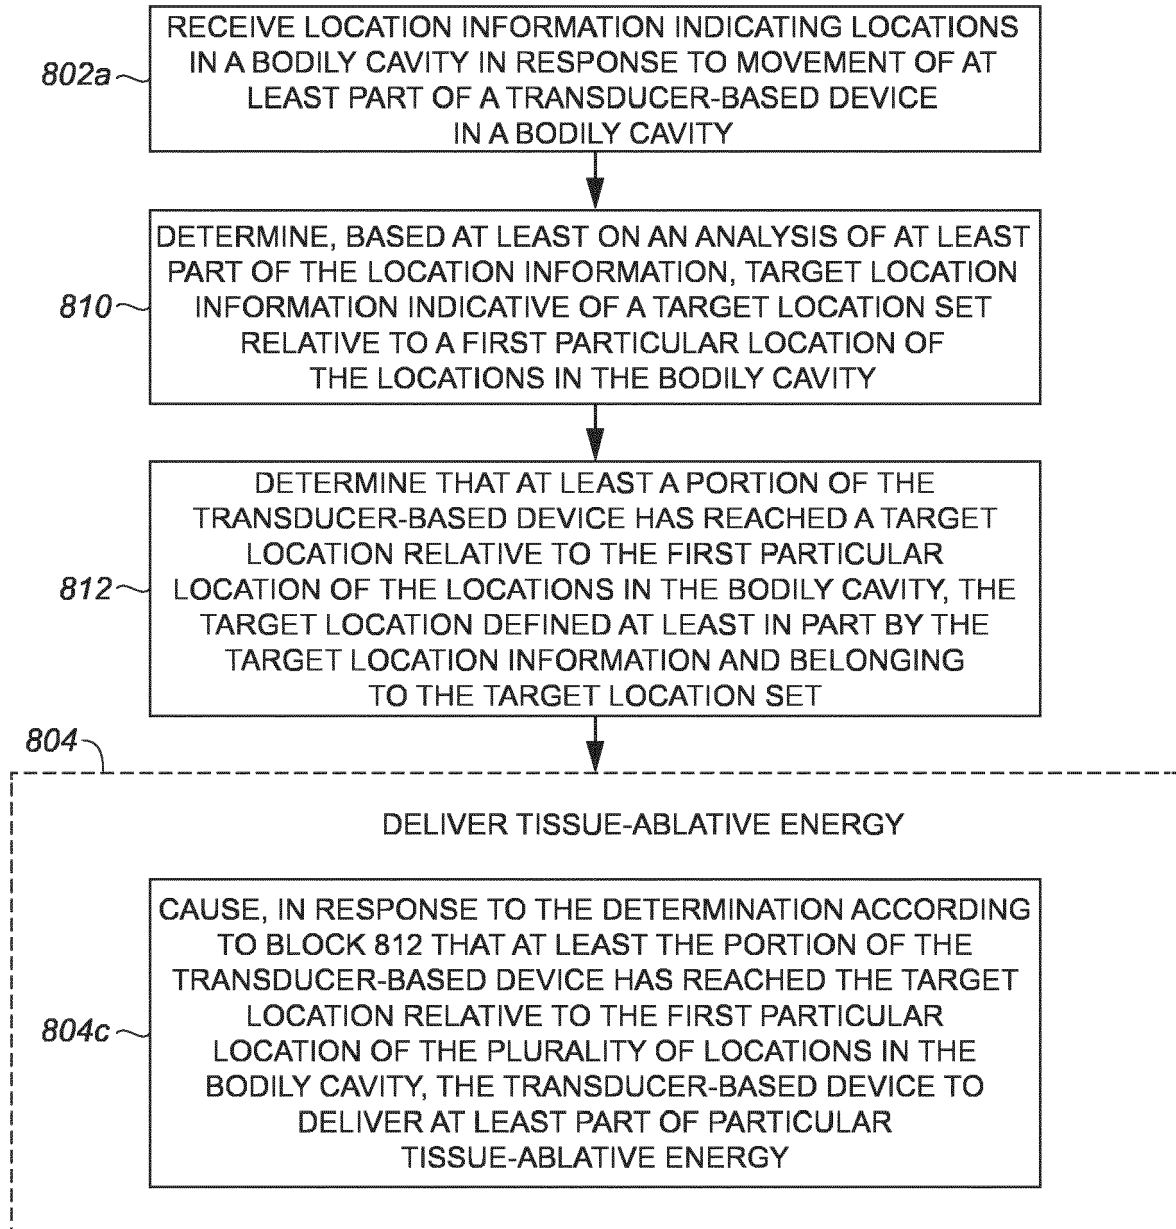 RECEIVE LOCATION INFORMATION INDICATING LOCATIONS
IN A BODILY CAVITY IN RESPONSE TO MOVEMENT OF AT
LEAST PART OF A TRANSDUCER-BASED DEVICE
IN A BODILY CAVITY
802a
DETERMINE, BASED AT LEAST ON AN ANALYSIS OF AT LEAST
PART OF THE LOCATION INFORMATION, TARGET LOCATION
INFORMATION INDICATIVE OF A TARGET LOCATION SET
RELATIVE TO A FIRST PARTICULAR LOCATION OF
THE LOCATIONS IN THE BODILY CAVITY
810
DETERMINE THAT AT LEAST A PORTION OF THE
TRANSDUCER-BASED DEVICE HAS REACHED A TARGET
LOCATION RELATIVE TO THE FIRST PARTICULAR
LOCATION OF THE LOCATIONS IN THE BODILY CAVITY, THE
TARGET LOCATION DEFINED AT LEAST IN PART BY THE
TARGET LOCATION INFORMATION AND BELONGING
TO THE TARGET LOCATION SET
812
804
DELIVER TISSUE-ABLATIVE ENERGY
CAUSE, IN RESPONSE TO THE DETERMINATION ACCORDING
TO BLOCK 812 THAT AT LEAST THE PORTION OF THE
TRANSDUCER-BASED DEVICE HAS REACHED THE TARGET
LOCATION RELATIVE TO THE FIRST PARTICULAR
LOCATION OF THE PLURALITY OF LOCATIONS IN THE
BODILY CAVITY, THE TRANSDUCER-BASED DEVICE TO
DELIVER AT LEAST PART OF PARTICULAR
TISSUE-ABLATIVE ENERGY
804c